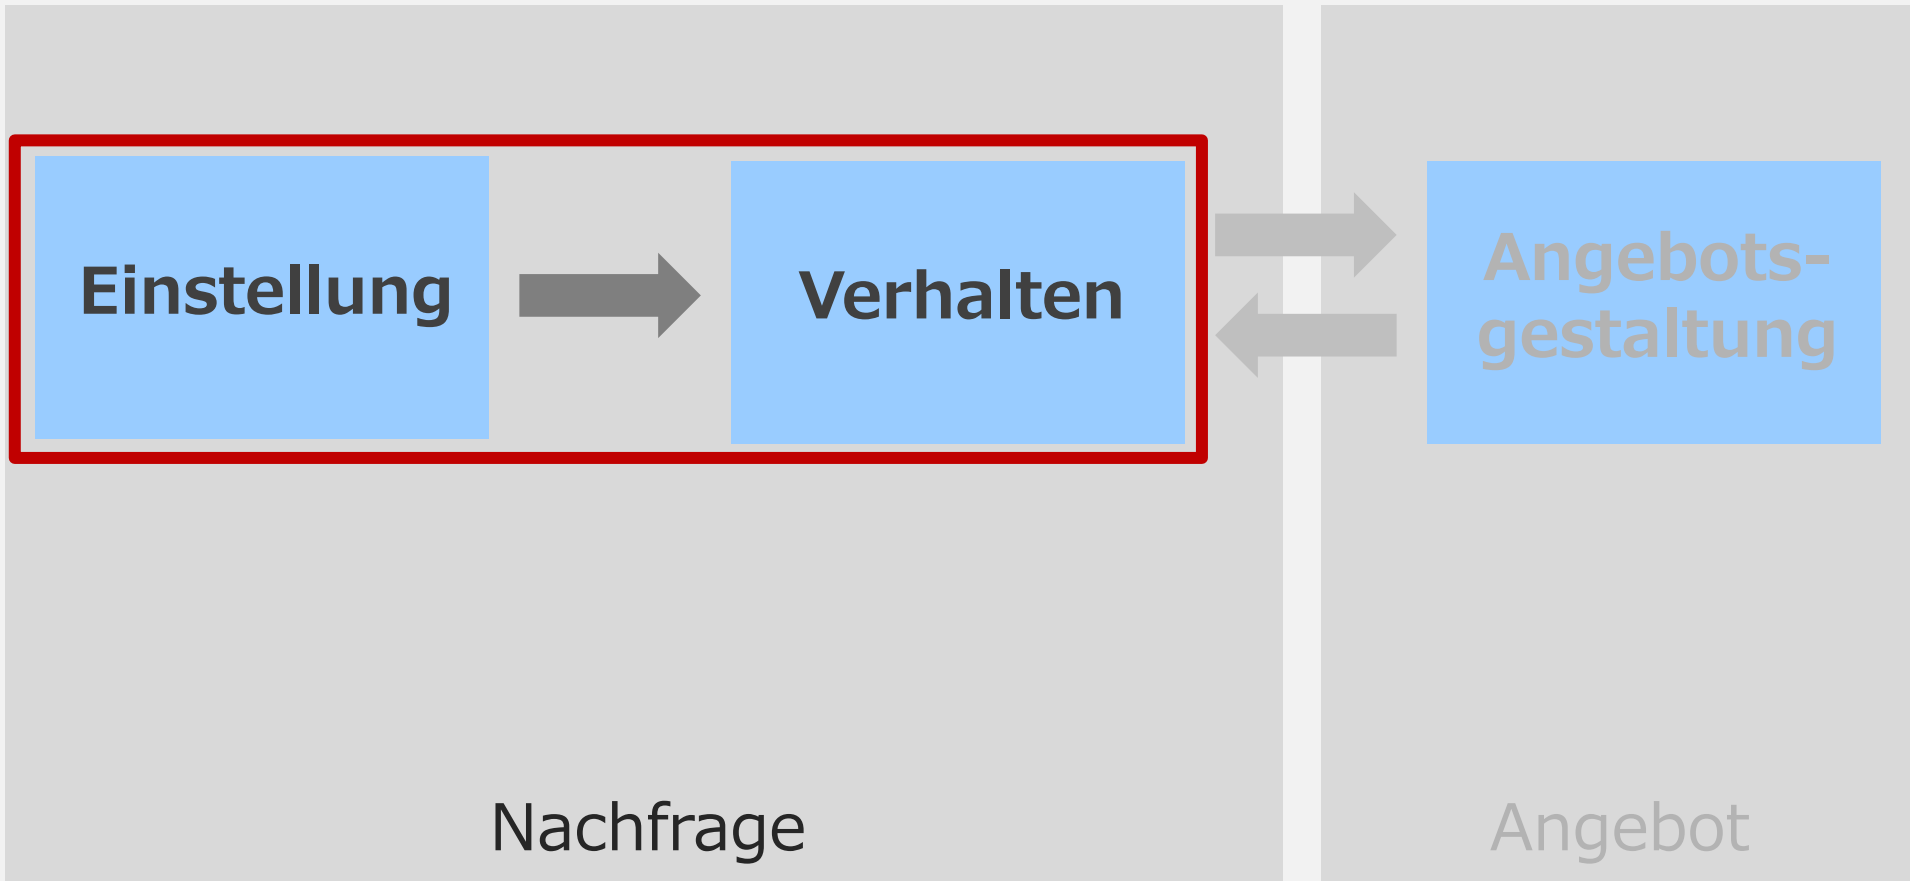 Einstellung
Verhalten
Angebots-
gestaltung
Nachfrage
Angebot